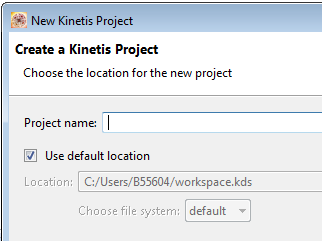 New Kinetis Project
Create a Kinetis Project
Choose the location for the new project
Project name:
Use default location
Location: C:/Users/B55604/workspace.kds
Choose file system: default